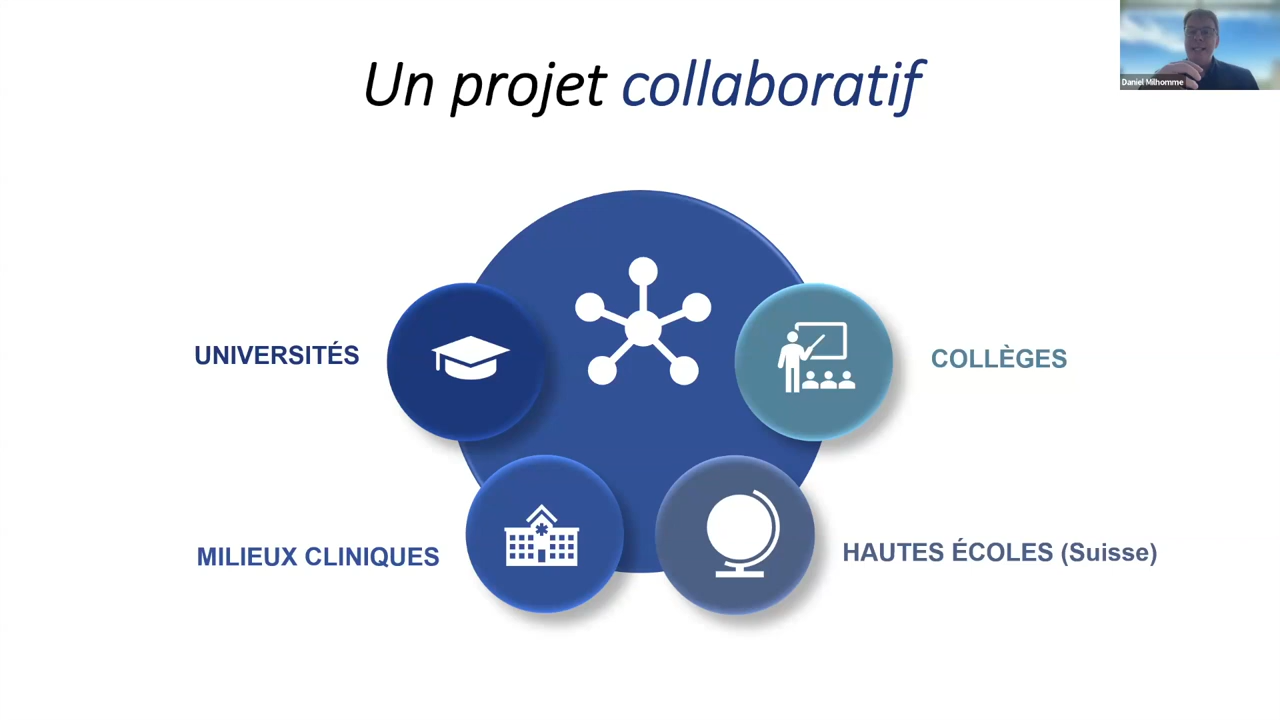 Un projet collaboratif
Daniel Milhomme
UNIVERSITÉS
COLLÈGES
MILIEUX CLINIQUES
HAUTES ÉCOLES (Suisse)